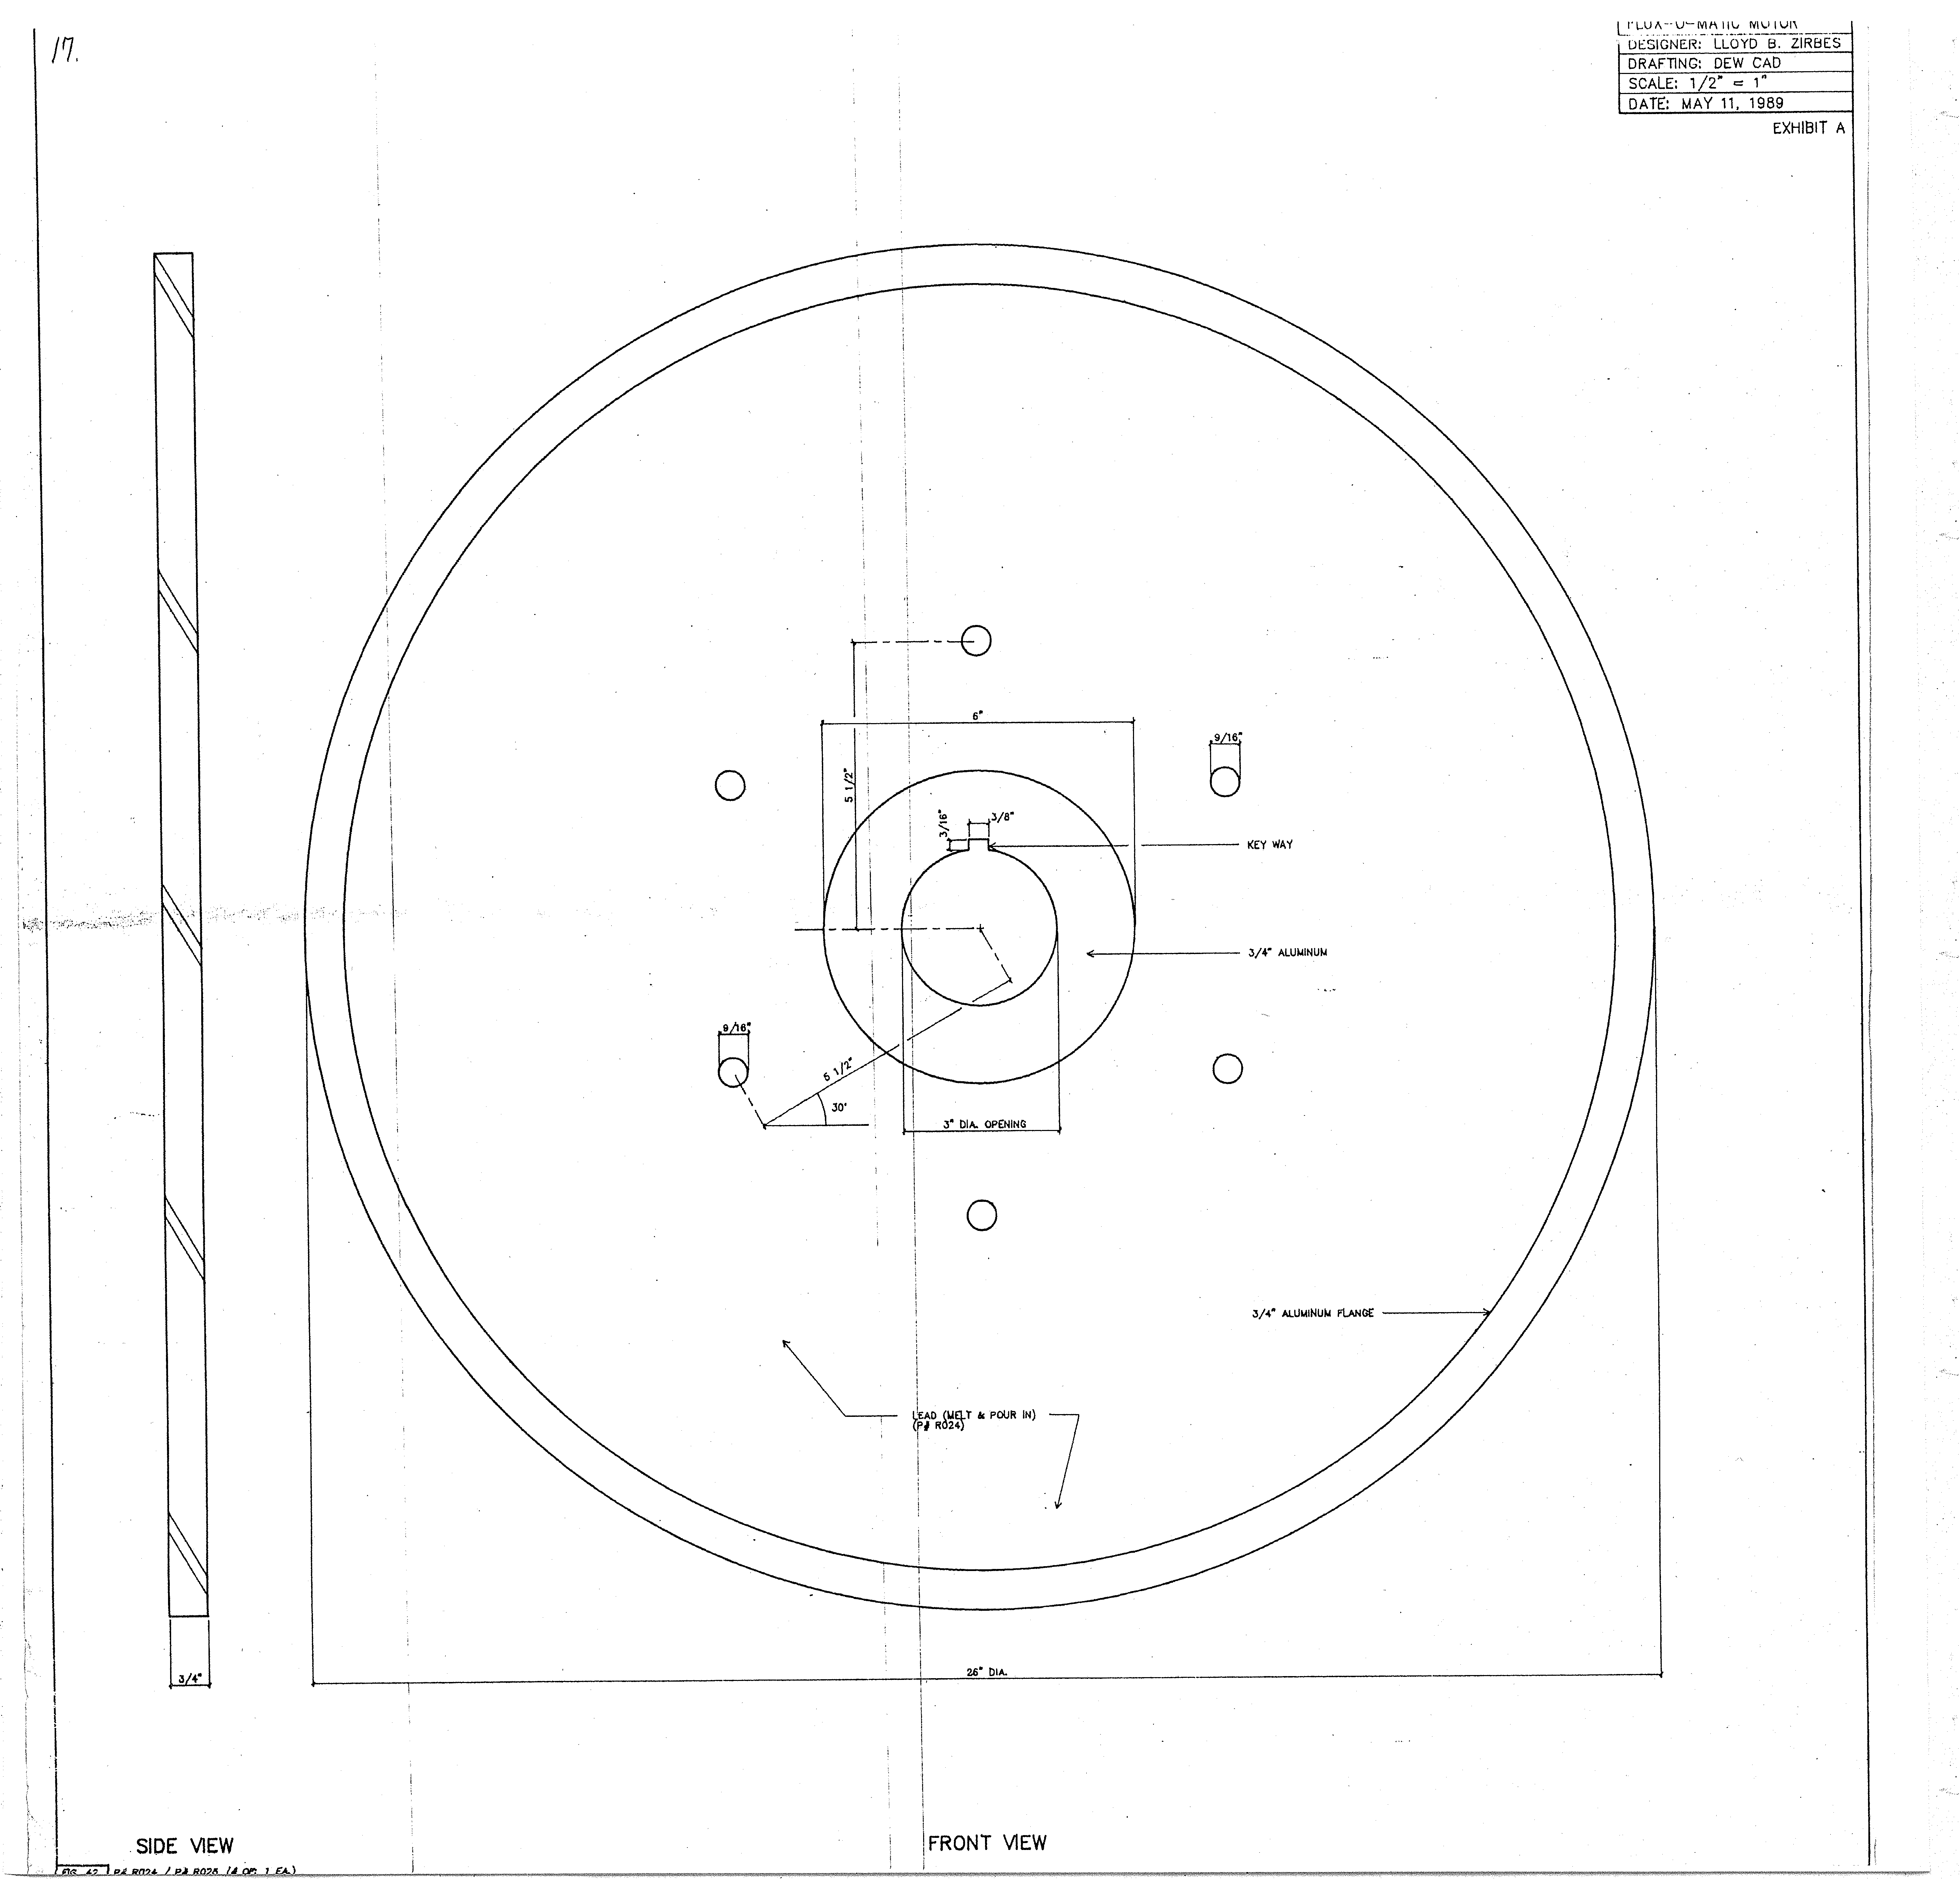 17.
FLUX-O-MATIC MOTOR
DESIGNER: LLOYD B. ZIRBES
DRAFTING: DEW CAD
SCALE: 1/2" = 1"
DATE: MAY 11, 1989
EXHIBIT A
6"
9/16"
5 1/2"
3/16"
3/8"
KEY WAY
3/4" ALUMINUM
9/16"
5 1/2"
30°
3" DIA. OPENING
3/4" ALUMINUM FLANGE
LEAD (MELT & POUR IN)
(P# R024)
3/4"
26" DIA.
SIDE VIEW
FRONT VIEW
FIG. 42 P# R024 / P# R025 (4 OF: 1 EA.)